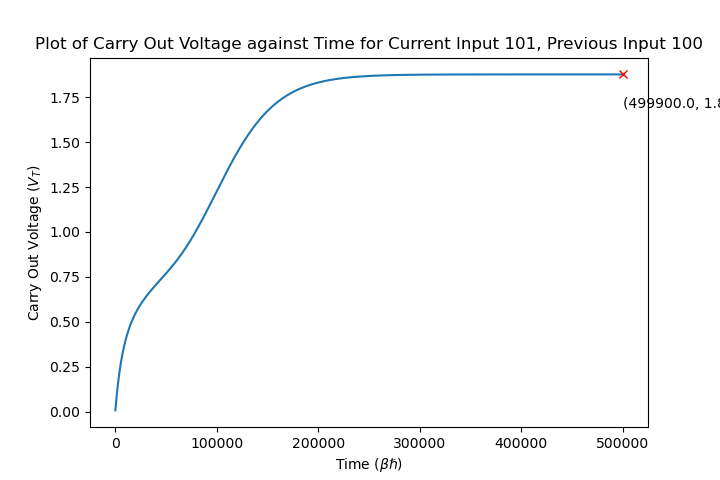 Plot of Carry Out Voltage against Time for Current Input 101, Previous Input 100
1.75
1.50
1.25
1.00
0.75
0.50
0.25
0.00
Carry Out Voltage (V_T)
(499900.0, 1.8
0 100000 200000 300000 400000 500000
Time (βℏ)